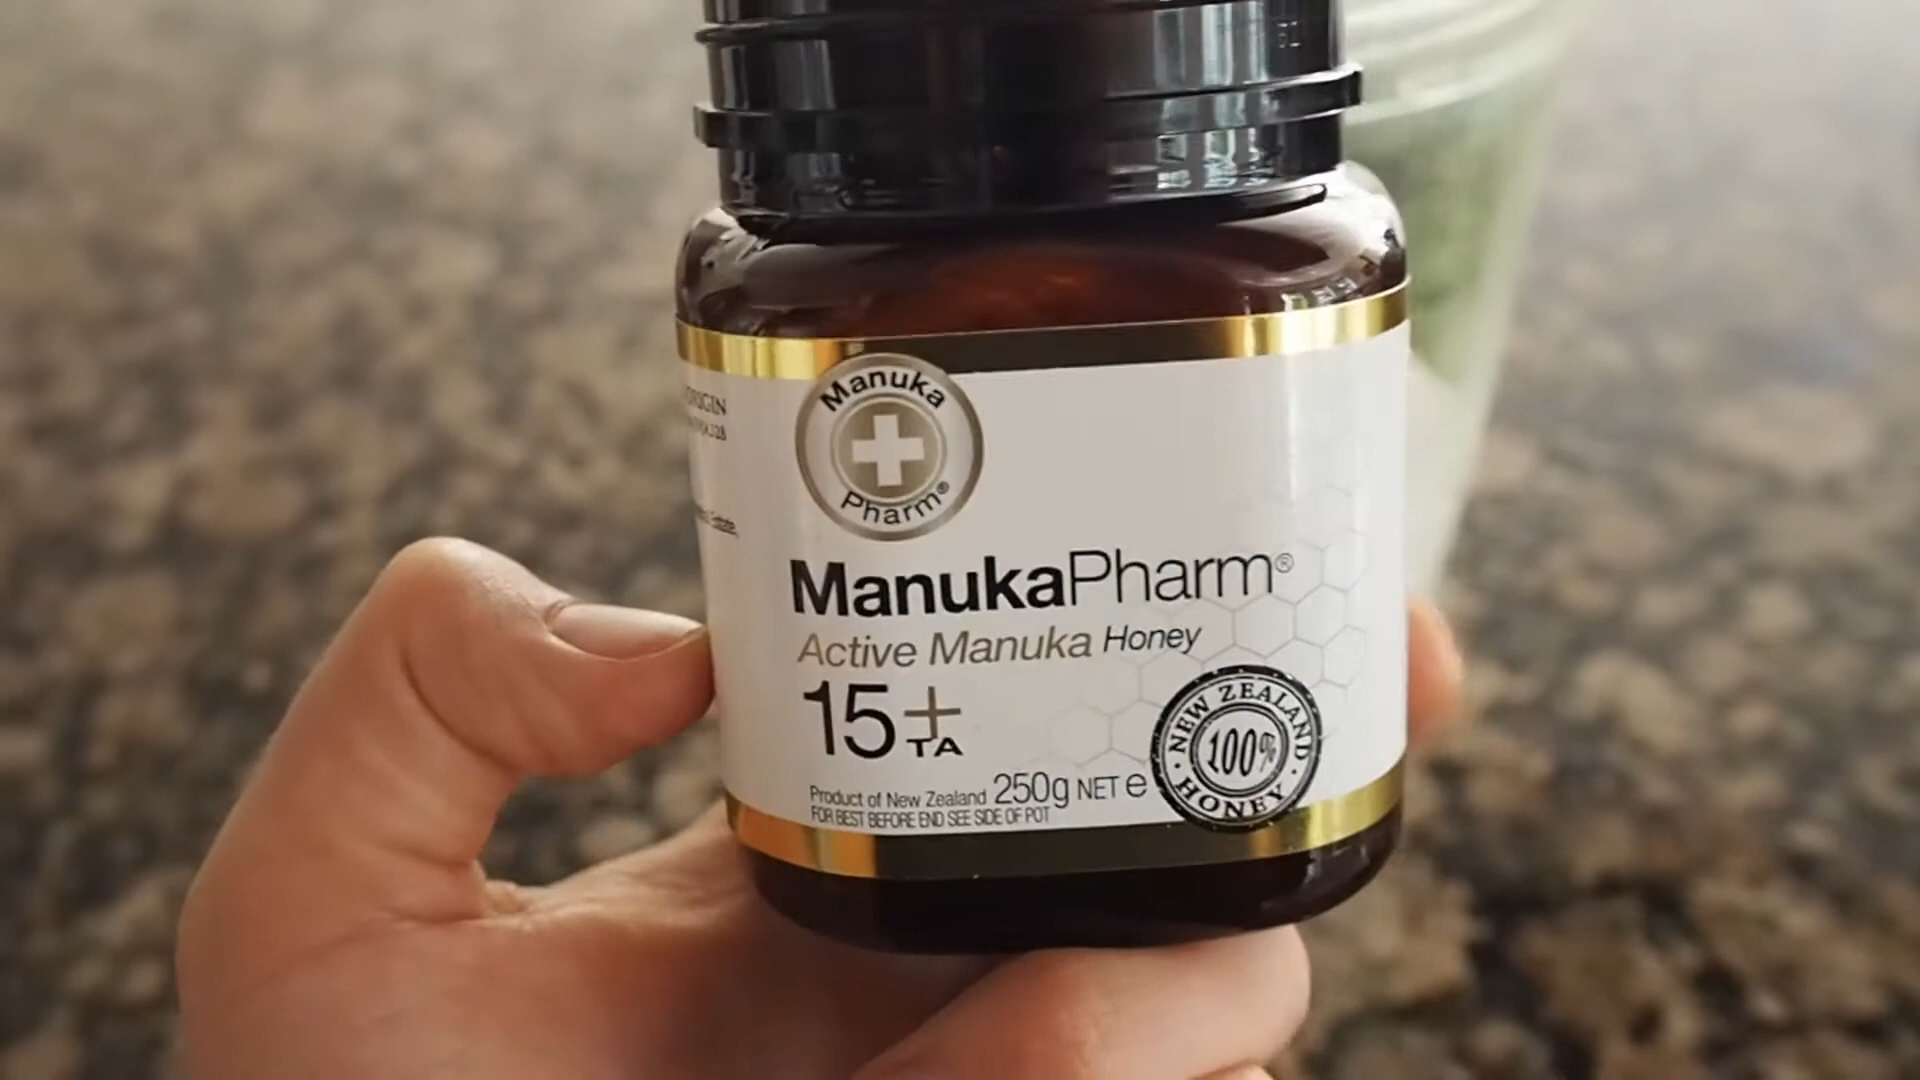 Manuka
Pharm®
ORIGIN
ManukaPharm®
Active Manuka Honey
15+
TA
Product of New Zealand 250g NET e
FOR BEST BEFORE END SEE SIDE OF POT
NEW ZEALAND
100%
HONEY